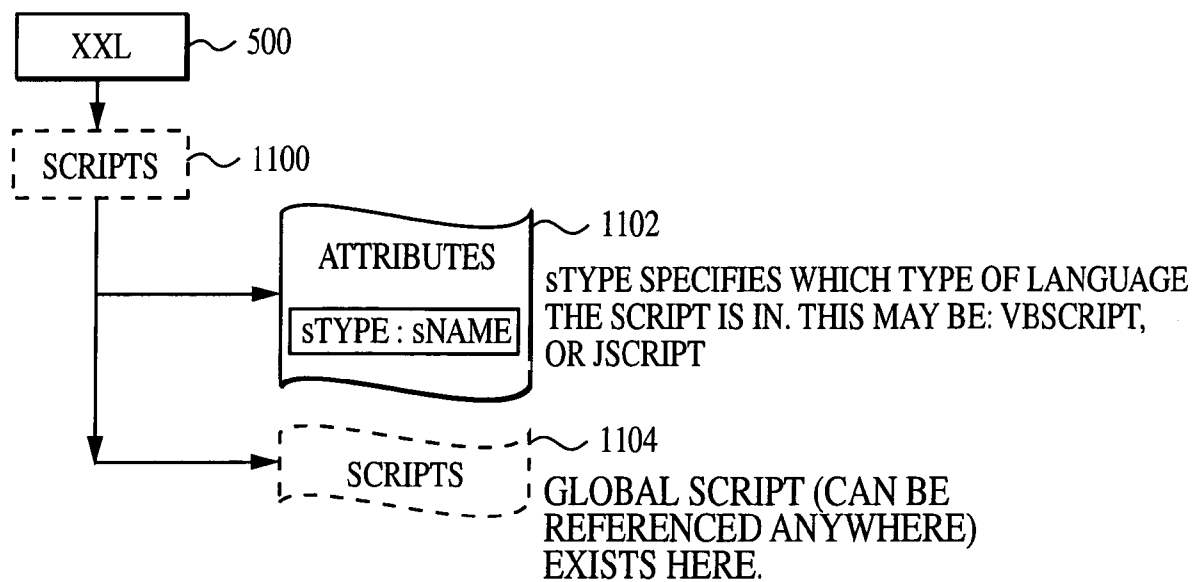 XXL
500
SCRIPTS
1100
ATTRIBUTES
sTYPE : sNAME
1102
sTYPE SPECIFIES WHICH TYPE OF LANGUAGE
THE SCRIPT IS IN. THIS MAY BE: VBSCRIPT,
OR JSCRIPT
SCRIPTS
1104
GLOBAL SCRIPT (CAN BE
REFERENCED ANYWHERE)
EXISTS HERE.